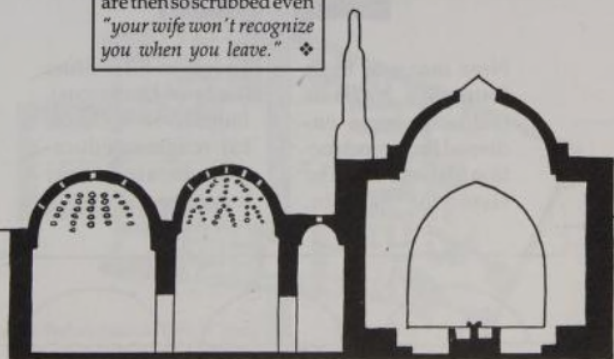 are then so scrubbed even
"your wife won't recognize
you when you leave." ❖